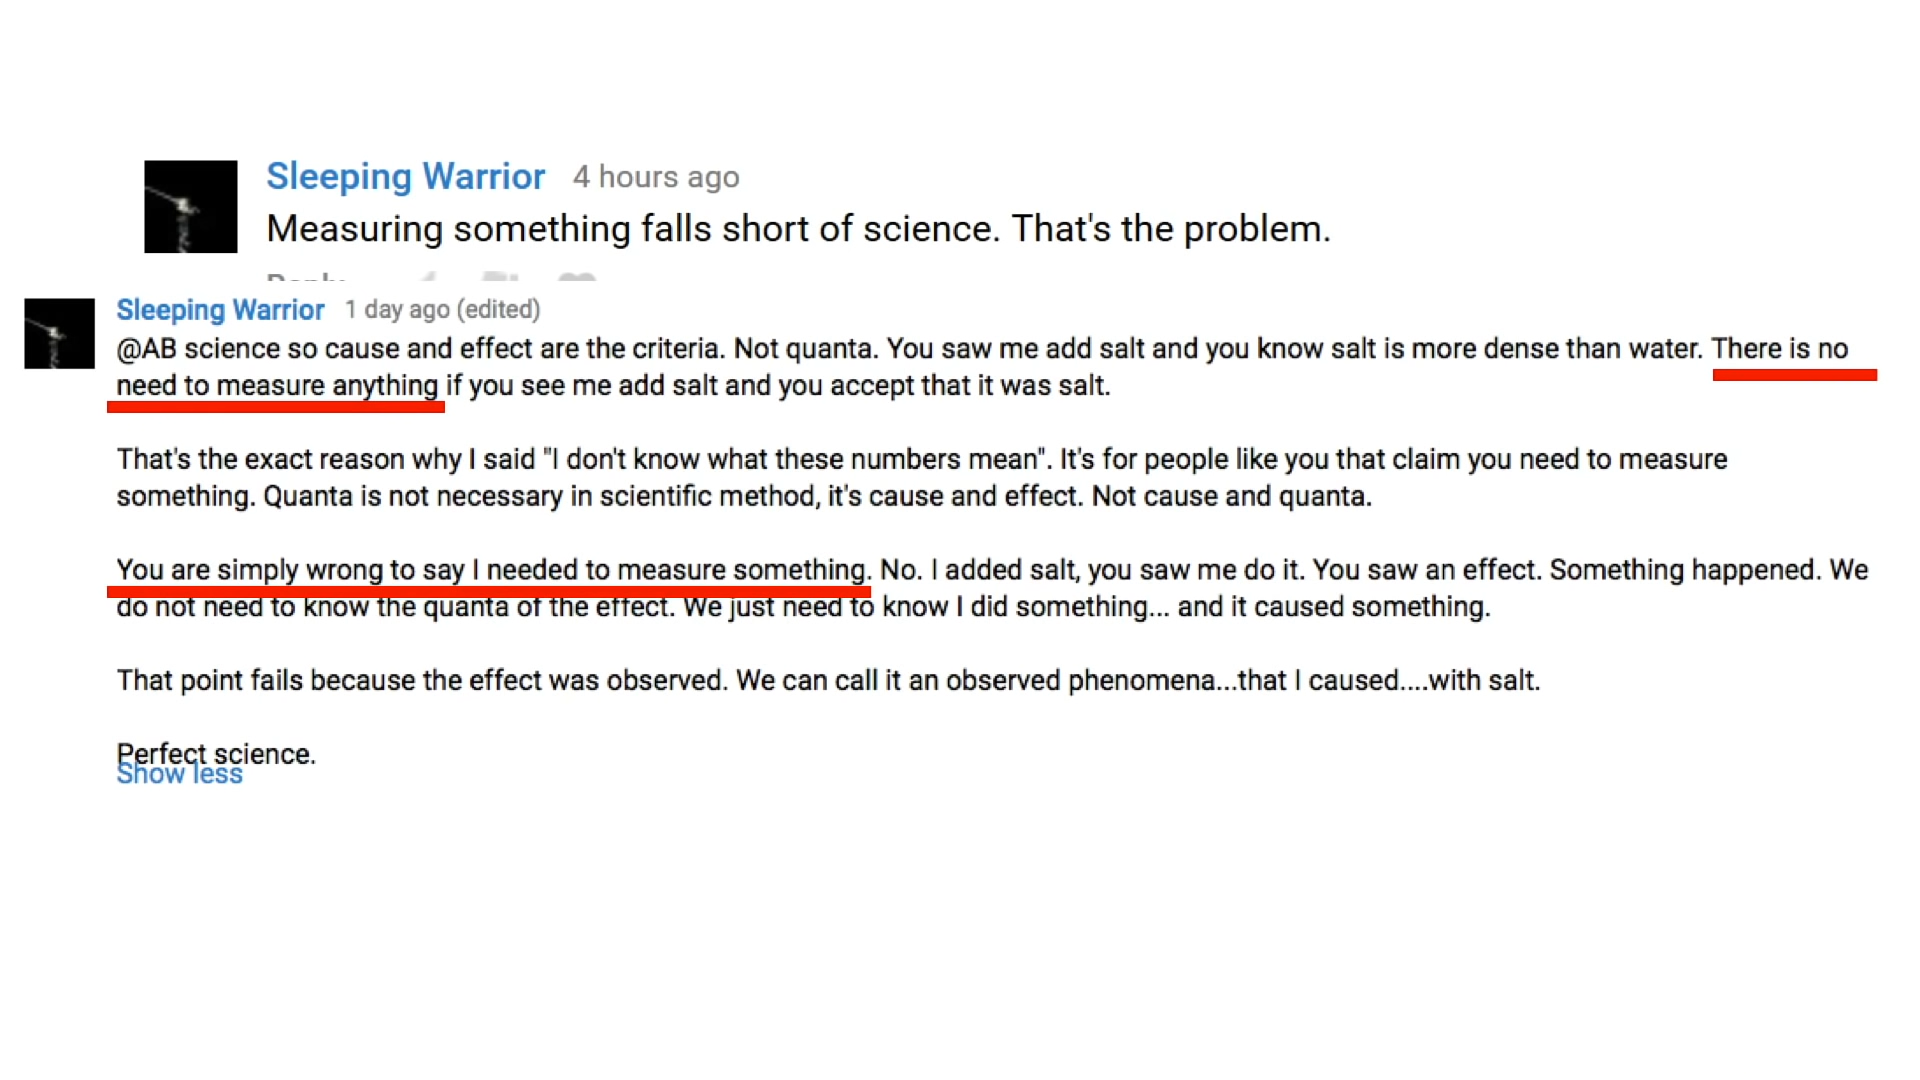 Sleeping Warrior 4 hours ago
Measuring something falls short of science. That's the problem.
Reply
Sleeping Warrior 1 day ago (edited)
@AB science so cause and effect are the criteria. Not quanta. You saw me add salt and you know salt is more dense than water. There is no
need to measure anything if you see me add salt and you accept that it was salt.
That's the exact reason why I said "I don't know what these numbers mean". It's for people like you that claim you need to measure
something. Quanta is not necessary in scientific method, it's cause and effect. Not cause and quanta.
You are simply wrong to say I needed to measure something. No. I added salt, you saw me do it. You saw an effect. Something happened. We
do not need to know the quanta of the effect. We just need to know I did something... and it caused something.
That point fails because the effect was observed. We can call it an observed phenomena...that I caused....with salt.
Perfect science.
Show less